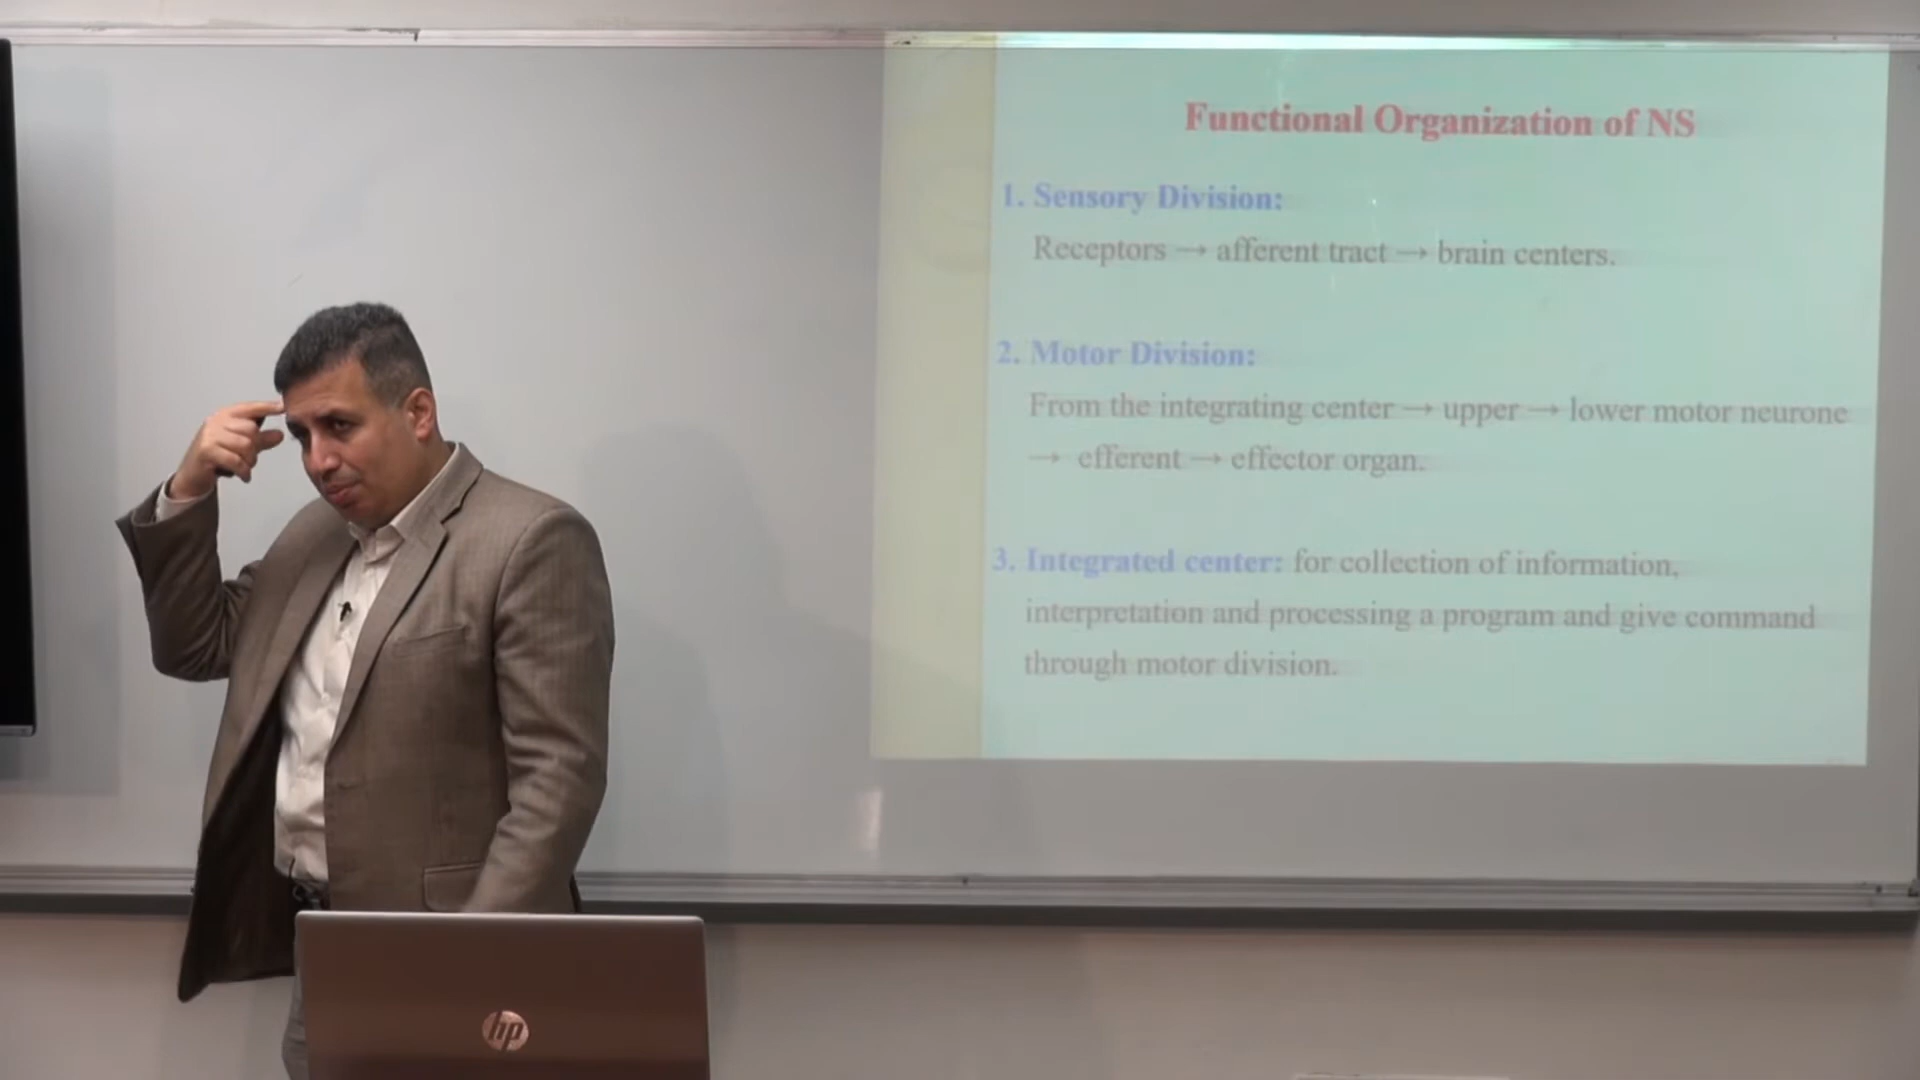 Functional Organization of NS
1. Sensory Division:
Receptors → afferent tract → brain centers.
2. Motor Division:
From the integrating center → upper → lower motor neurone
→ efferent → effector organ.
3. Integrated center: for collection of information,
interpretation and processing a program and give command
through motor division.
hp